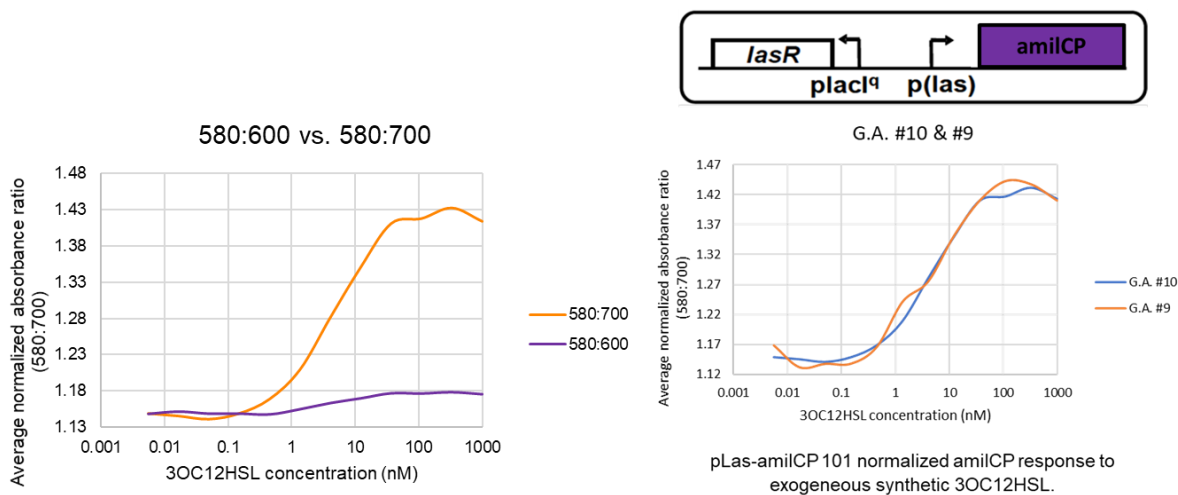 580:600 vs. 580:700
Average normalized absorbance ratio
(580:700)
1.48
1.43
1.38
1.33
1.28
1.23
1.18
1.13
0.001 0.01 0.1 1 10 100 1000
3OC12HSL concentration (nM)
580:700
580:600
lasR
placIq
p(las)
amilCP
G.A. #10 & #9
Average normalized absorbance ratio
(580:700)
1.47
1.42
1.37
1.32
1.27
1.22
1.17
1.12
0.001 0.01 0.1 1 10 100 1000
3OC12HSL concentration (nM)
G.A. #10
G.A. #9
pLas-amilCP 101 normalized amilCP response to
exogeneous synthetic 3OC12HSL.